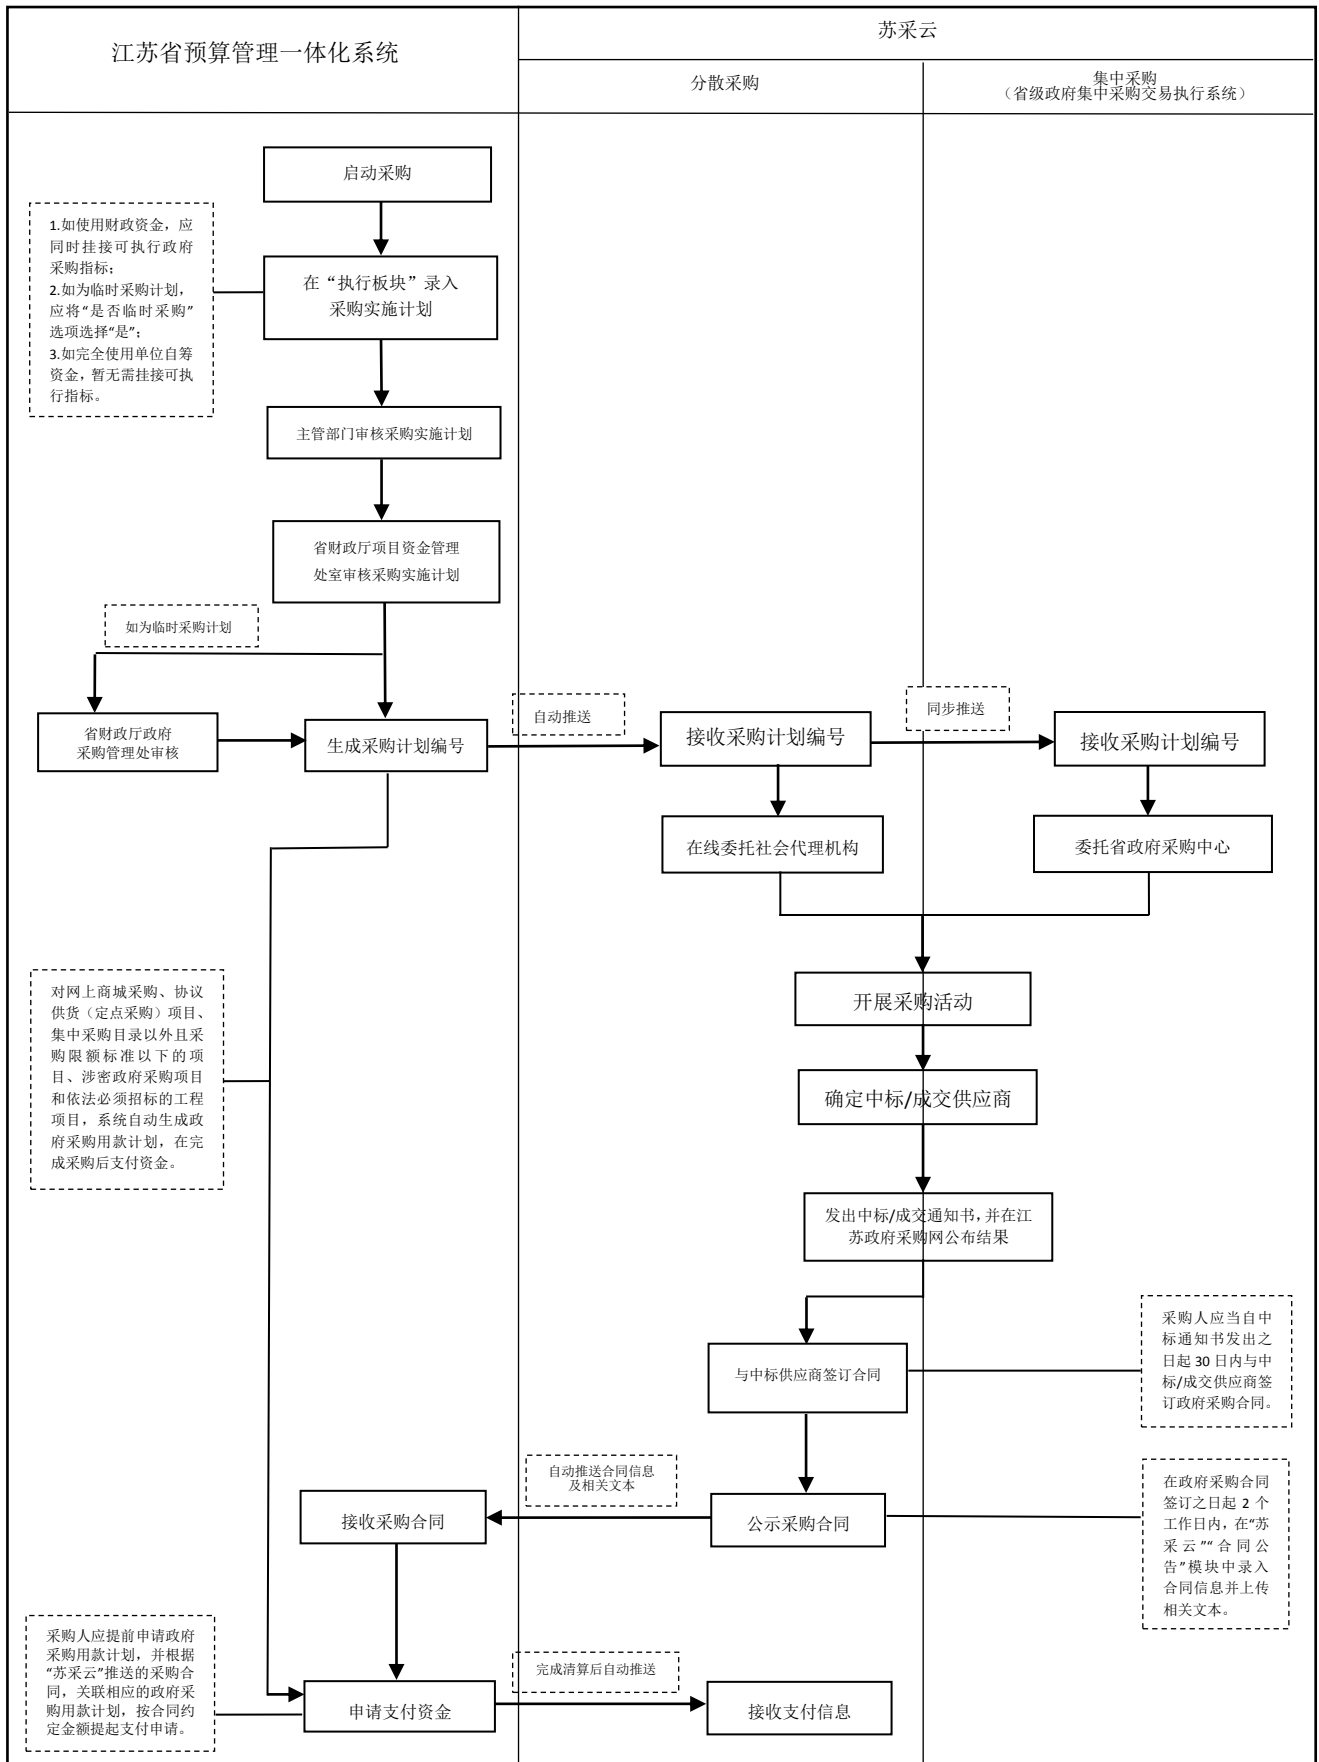 江苏省预算管理一体化系统
苏采云
分散采购
集中采购
（省级政府集中采购交易执行系统）
启动采购
1.如使用财政资金，应
同时挂接可执行政府
采购指标；
2.如为临时采购计划，
应将“是否临时采购”
选项选择“是”；
3.如完全使用单位自筹
资金，暂无需挂接可执
行指标。
在“执行板块”录入
采购实施计划
主管部门审核采购实施计划
省财政厅项目资金管理
处室审核采购实施计划
如为临时采购计划
省财政厅政府
采购管理处审核
生成采购计划编号
自动推送
接收采购计划编号
同步推送
接收采购计划编号
在线委托社会代理机构
委托省政府采购中心
开展采购活动
对网上商城采购、协议
供货（定点采购）项目、
集中采购目录以外且采
购限额标准以下的项
目、涉密政府采购项目
和依法必须招标的工程
项目，系统自动生成政
府采购用款计划，在完
成采购后支付资金。
确定中标/成交供应商
发出中标/成交通知书，并在江
苏政府采购网公布结果
与中标供应商签订合同
采购人应当自中
标通知书发出之
日起 30 日内与中
标/成交供应商签
订政府采购合同。
自动推送合同信息
及相关文本
接收采购合同
公示采购合同
在政府采购合同
签订之日起 2 个
工作日内，在“苏
采云”“合同公
告”模块中录入
合同信息并上传
相关文本。
采购人应提前申请政府
采购用款计划，并根据
“苏采云”推送的采购合
同，关联相应的政府采
购用款计划，按合同约
定金额提起支付申请。
申请支付资金
完成清算后自动推送
接收支付信息